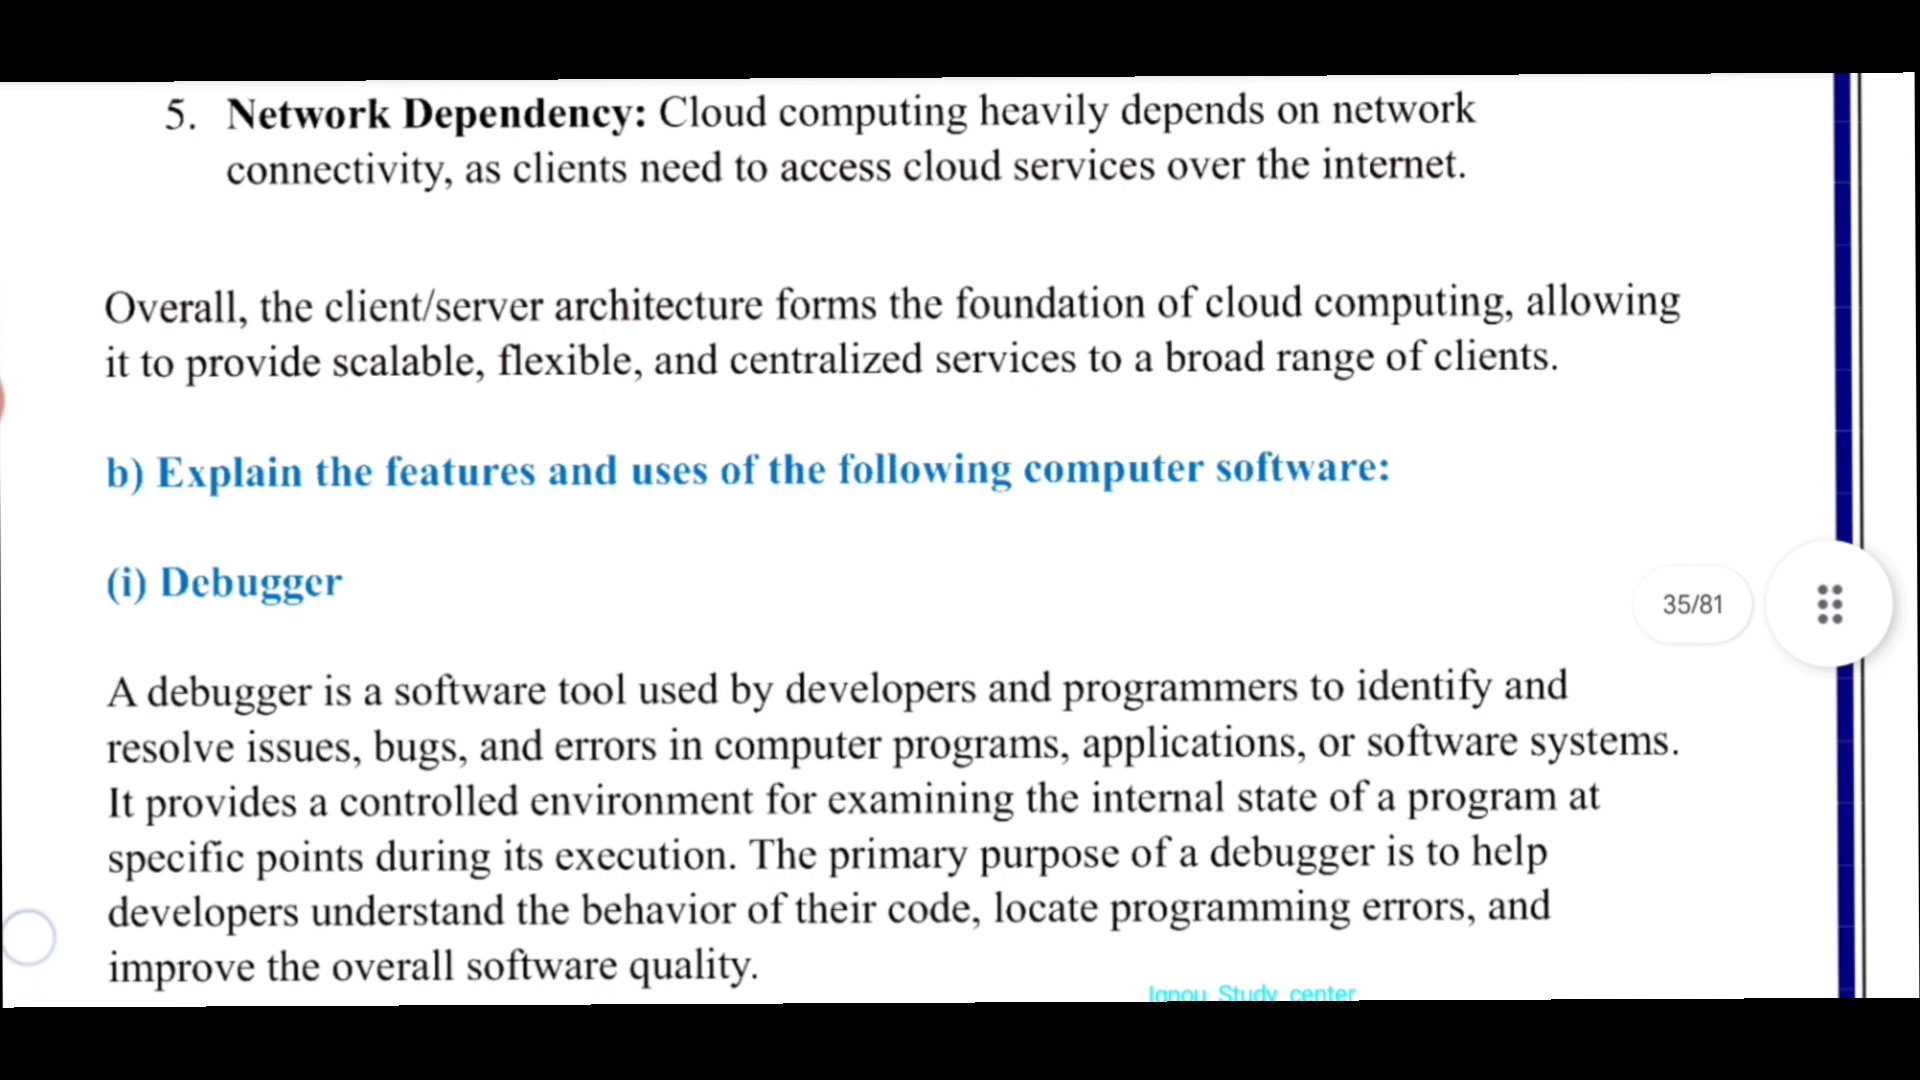 5. Network Dependency: Cloud computing heavily depends on network
connectivity, as clients need to access cloud services over the internet.
Overall, the client/server architecture forms the foundation of cloud computing, allowing
it to provide scalable, flexible, and centralized services to a broad range of clients.
b) Explain the features and uses of the following computer software:
(i) Debugger
35/81
A debugger is a software tool used by developers and programmers to identify and
resolve issues, bugs, and errors in computer programs, applications, or software systems.
It provides a controlled environment for examining the internal state of a program at
specific points during its execution. The primary purpose of a debugger is to help
developers understand the behavior of their code, locate programming errors, and
improve the overall software quality.
Ignou Study center